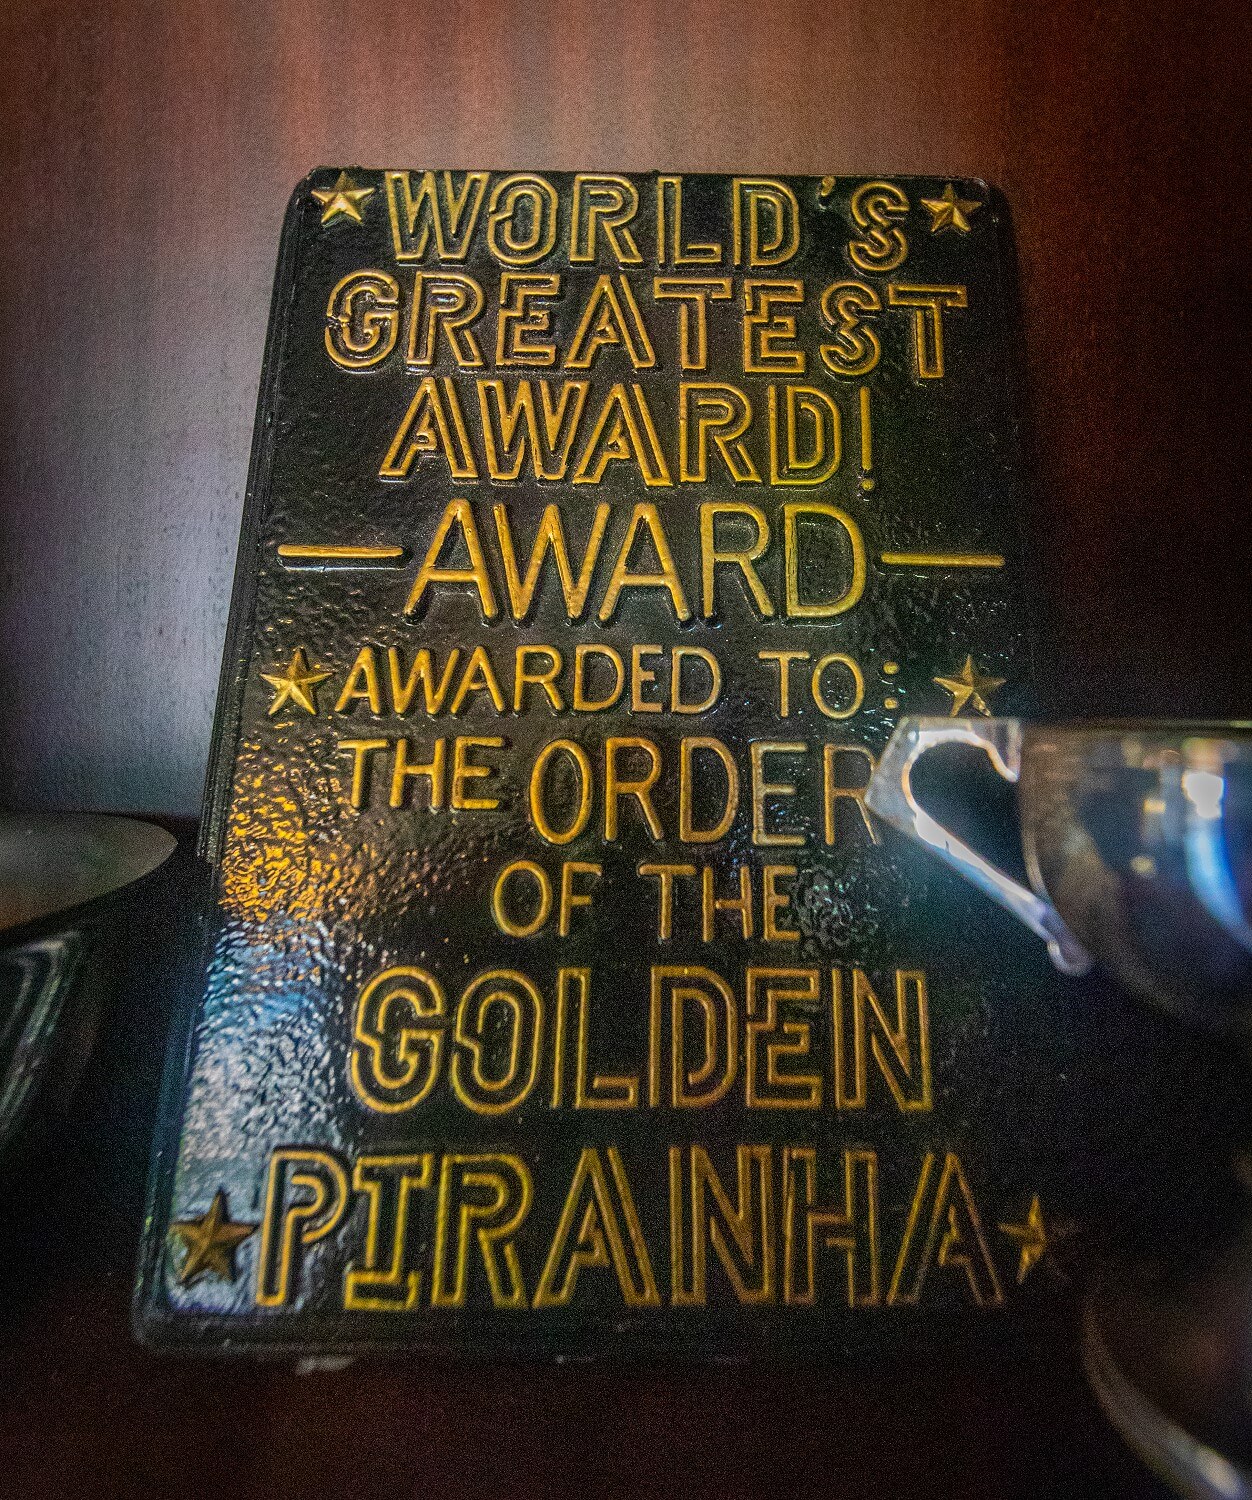 WORLD'S
GREATEST
AWARD!
—AWARD—
AWARDED TO:
THE ORDER
OF THE
GOLDEN
PIRANHA